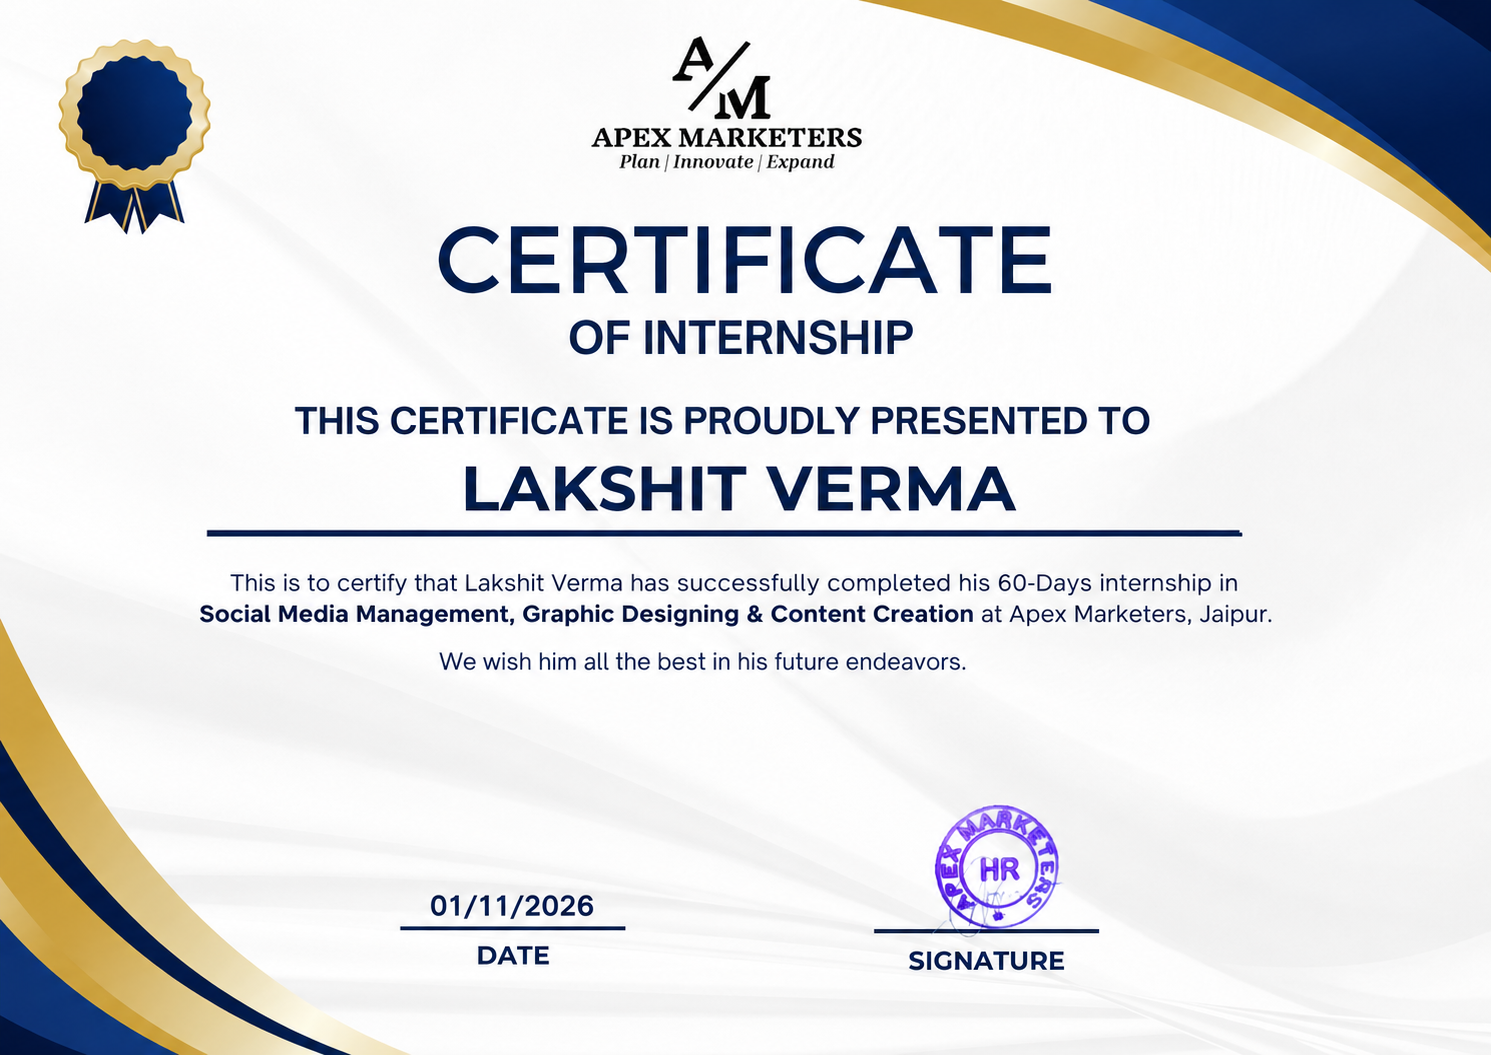 A/M
APEX MARKETERS
Plan | Innovate | Expand
CERTIFICATE
OF INTERNSHIP
THIS CERTIFICATE IS PROUDLY PRESENTED TO
LAKSHIT VERMA
This is to certify that Lakshit Verma has successfully completed his 60-Days internship in
Social Media Management, Graphic Designing & Content Creation at Apex Marketers, Jaipur.
We wish him all the best in his future endeavors.
01/11/2026
DATE
APEX MARKETERS
HR
SIGNATURE